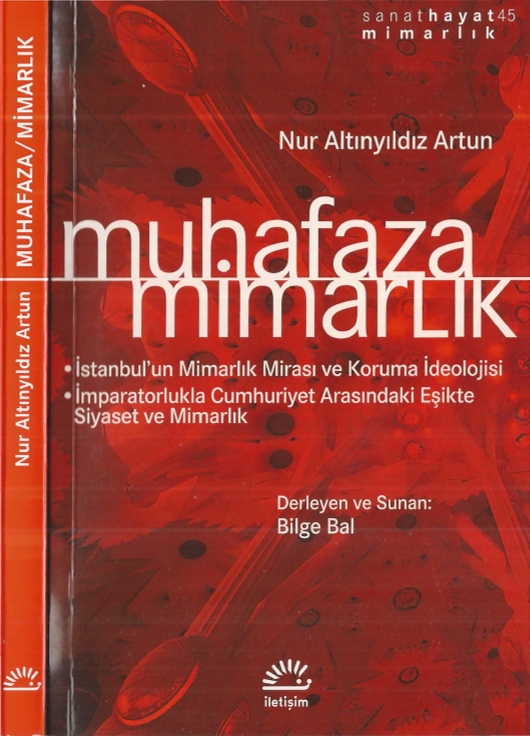 sanathayat45
mimarlık
Nur Altınyıldız Artun
muhafaza
mimarLIK
• İstanbul'un Mimarlık Mirası ve Koruma İdeolojisi
• İmparatorlukla Cumhuriyet Arasındaki Eşikte
Siyaset ve Mimarlık
Derleyen ve Sunan:
Bilge Bal
iletişim
Nur Altınyıldız Artun MUHAFAZA/MİMARLIK